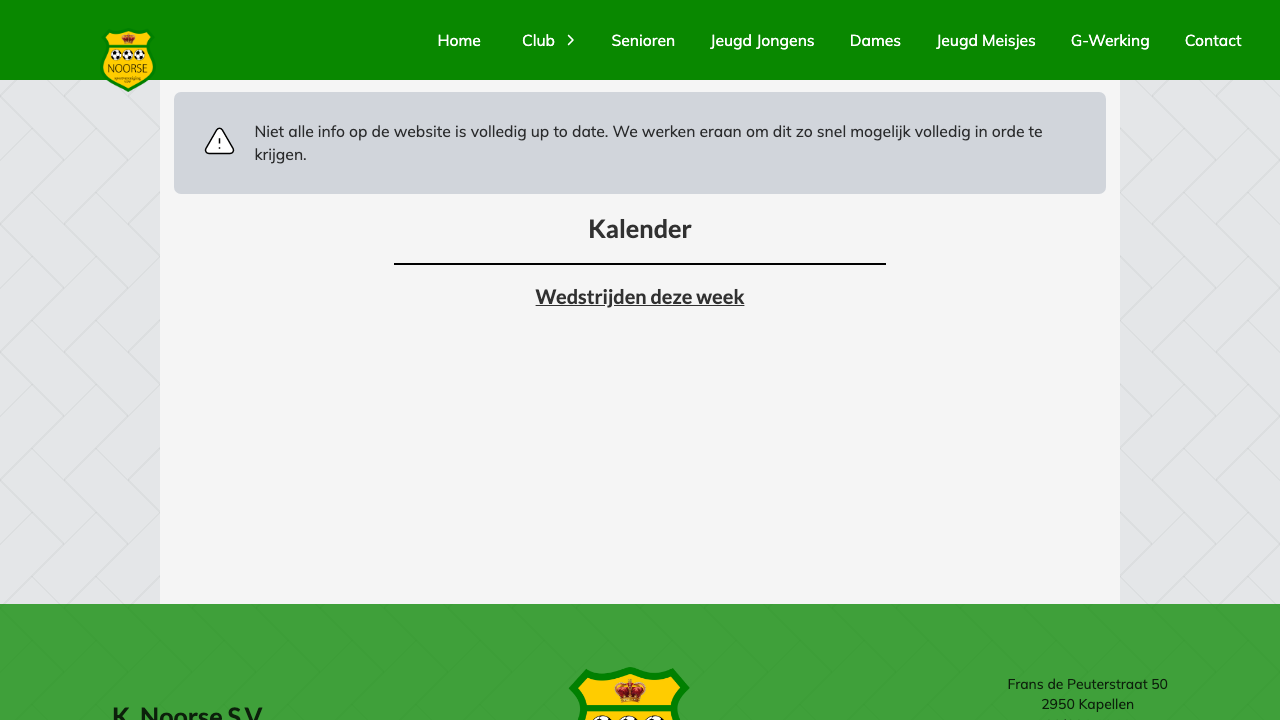 NOORSE
Home Club Senioren Jeugd Jongens Dames Jeugd Meisjes G-Werking Contact
Niet alle info op de website is volledig up to date. We werken eraan om dit zo snel mogelijk volledig in orde te
krijgen.
Kalender
Wedstrijden deze week
Frans de Peuterstraat 50
2950 Kapellen
K. Noorse S.V.